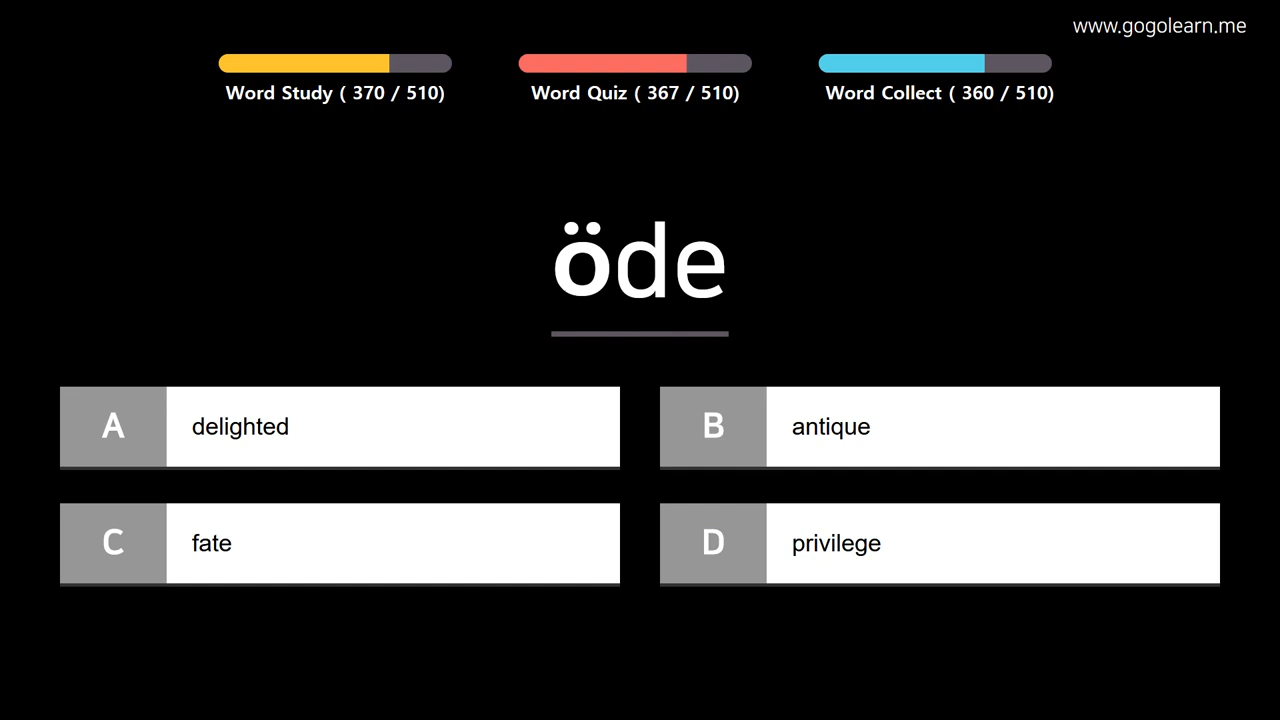 www.gogolearn.me
Word Study ( 370 / 510)
Word Quiz ( 367 / 510)
Word Collect ( 360 / 510)
öde
A delighted
B antique
C fate
D privilege